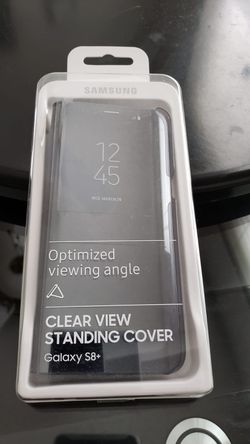 SAMSUNG
12
45
Optimized
viewing angle
CLEAR VIEW
STANDING COVER
Galaxy S8+